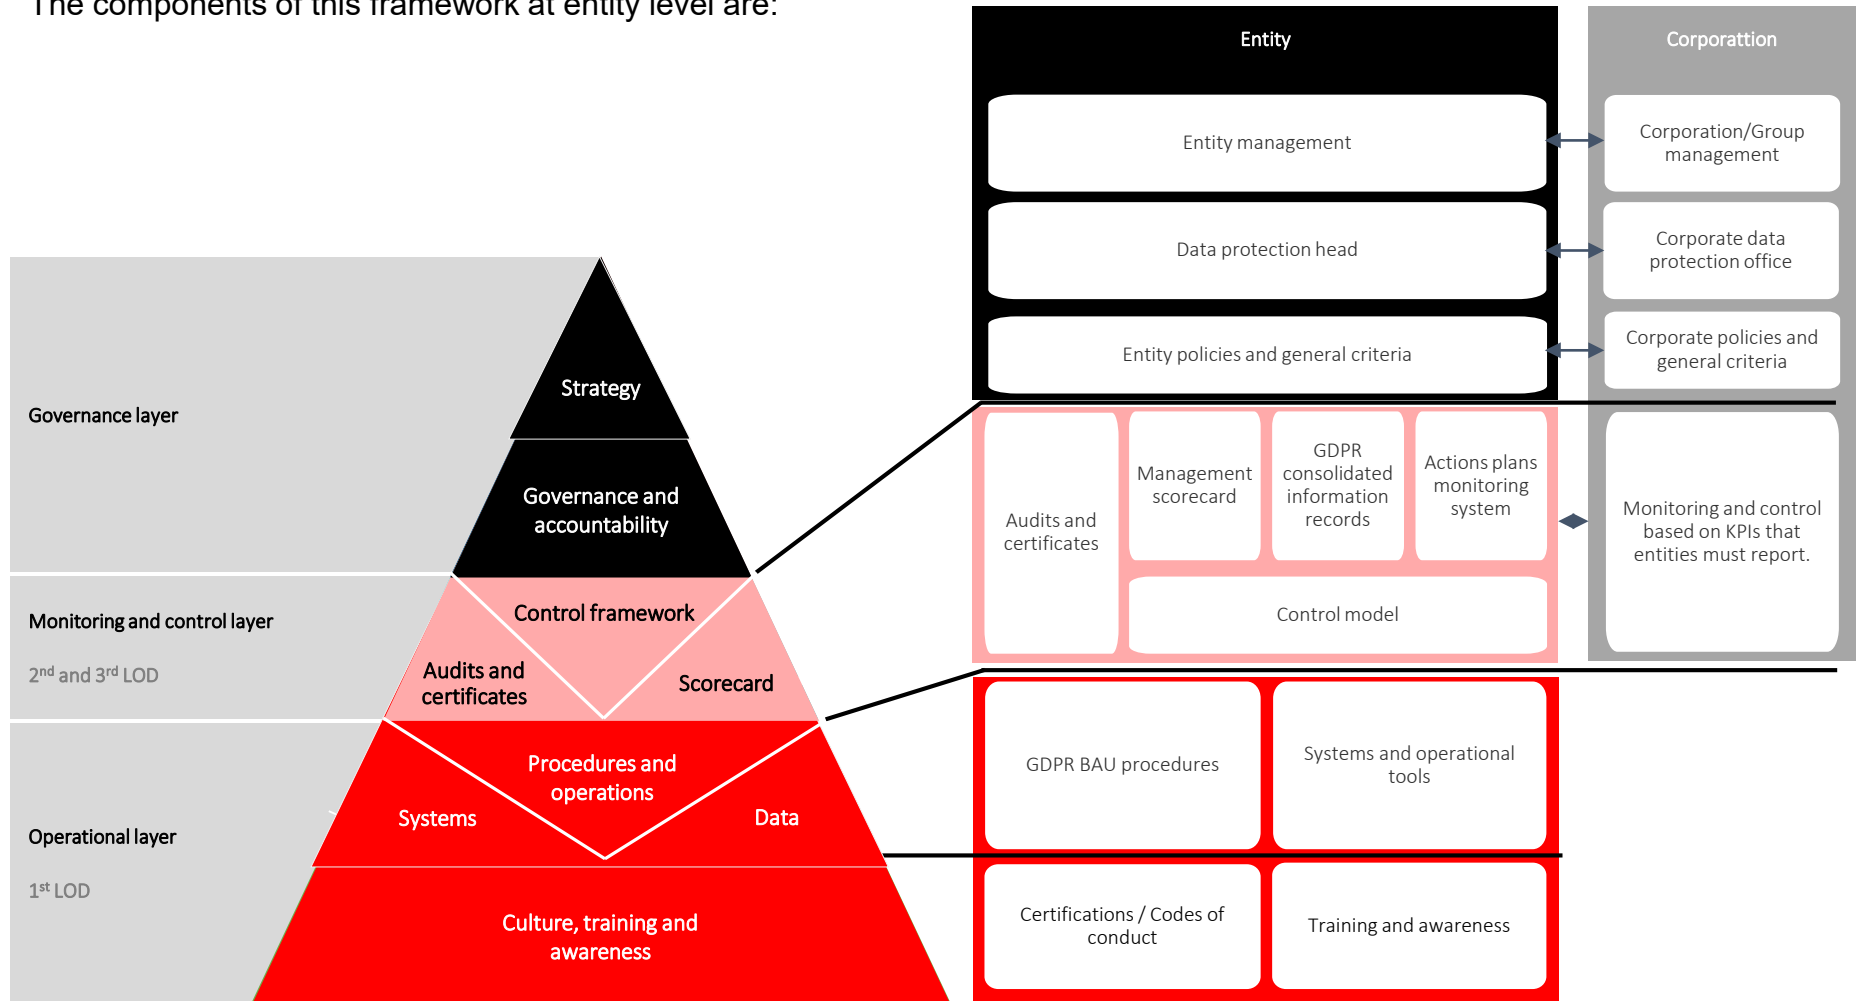 The components of this framework at entity level are:
Entity
Corporattion
Entity management
Corporation/Group
management
Data protection head
Corporate data
protection office
Entity policies and general criteria
Corporate policies and
general criteria
Governance layer
Strategy
Governance and
accountability
Monitoring and control layer
2nd and 3rd LOD
Control framework
Audits and
certificates
Scorecard
Audits and
certificates
Management
scorecard
GDPR
consolidated
information
records
Actions plans
monitoring
system
Control model
Monitoring and control
based on KPIs that
entities must report.
Operational layer
1st LOD
Procedures and
operations
Systems
Data
Culture, training and
awareness
GDPR BAU procedures
Systems and operational
tools
Certifications / Codes of
conduct
Training and awareness